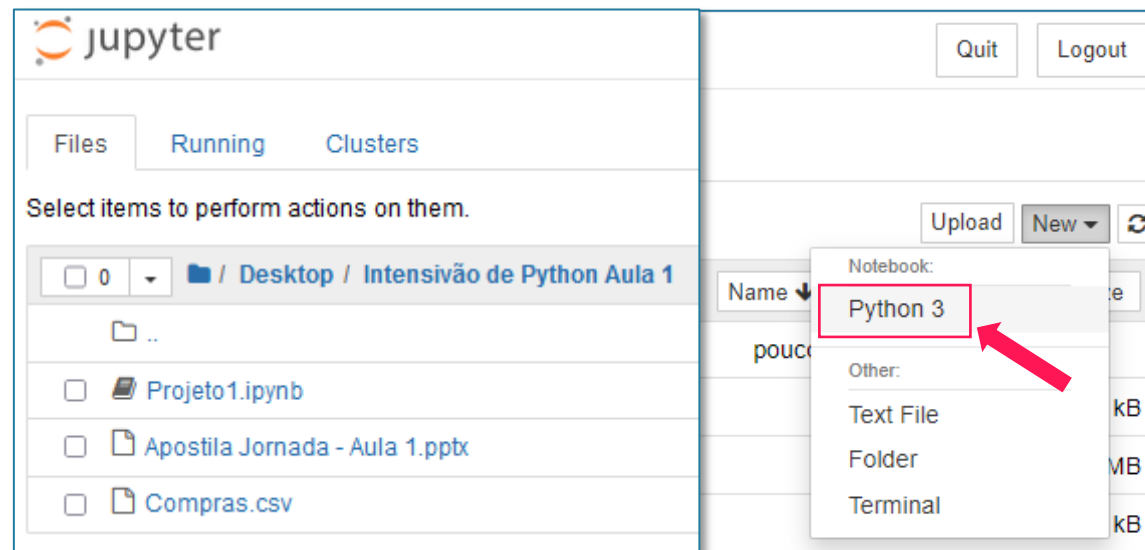 jupyter
Quit
Logout
Files
Running
Clusters
Select items to perform actions on them.
Upload
New
0
/ Desktop / Intensivão de Python Aula 1
Name
Notebook:
Python 3
..
Projeto1.ipynb
Other:
kB
Text File
Apostila Jornada - Aula 1.pptx
Folder
MB
Compras.csv
Terminal
kB